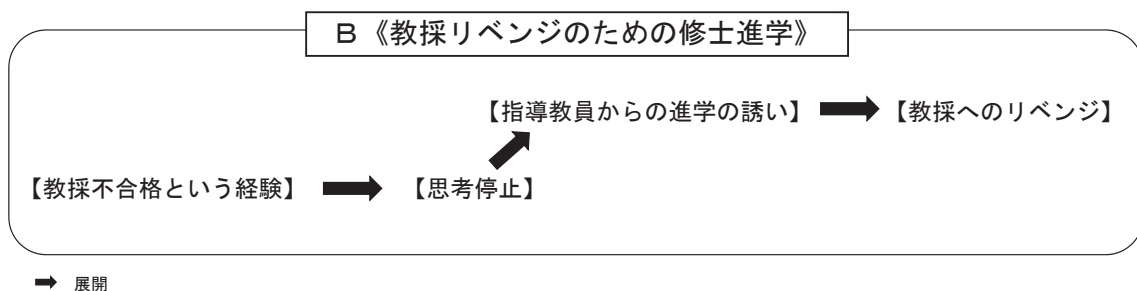 B《教採リベンジのための修士進学》
【指導教員からの進学の誘い】 【教採へのリベンジ】
【教採不合格という経験】 【思考停止】
展開